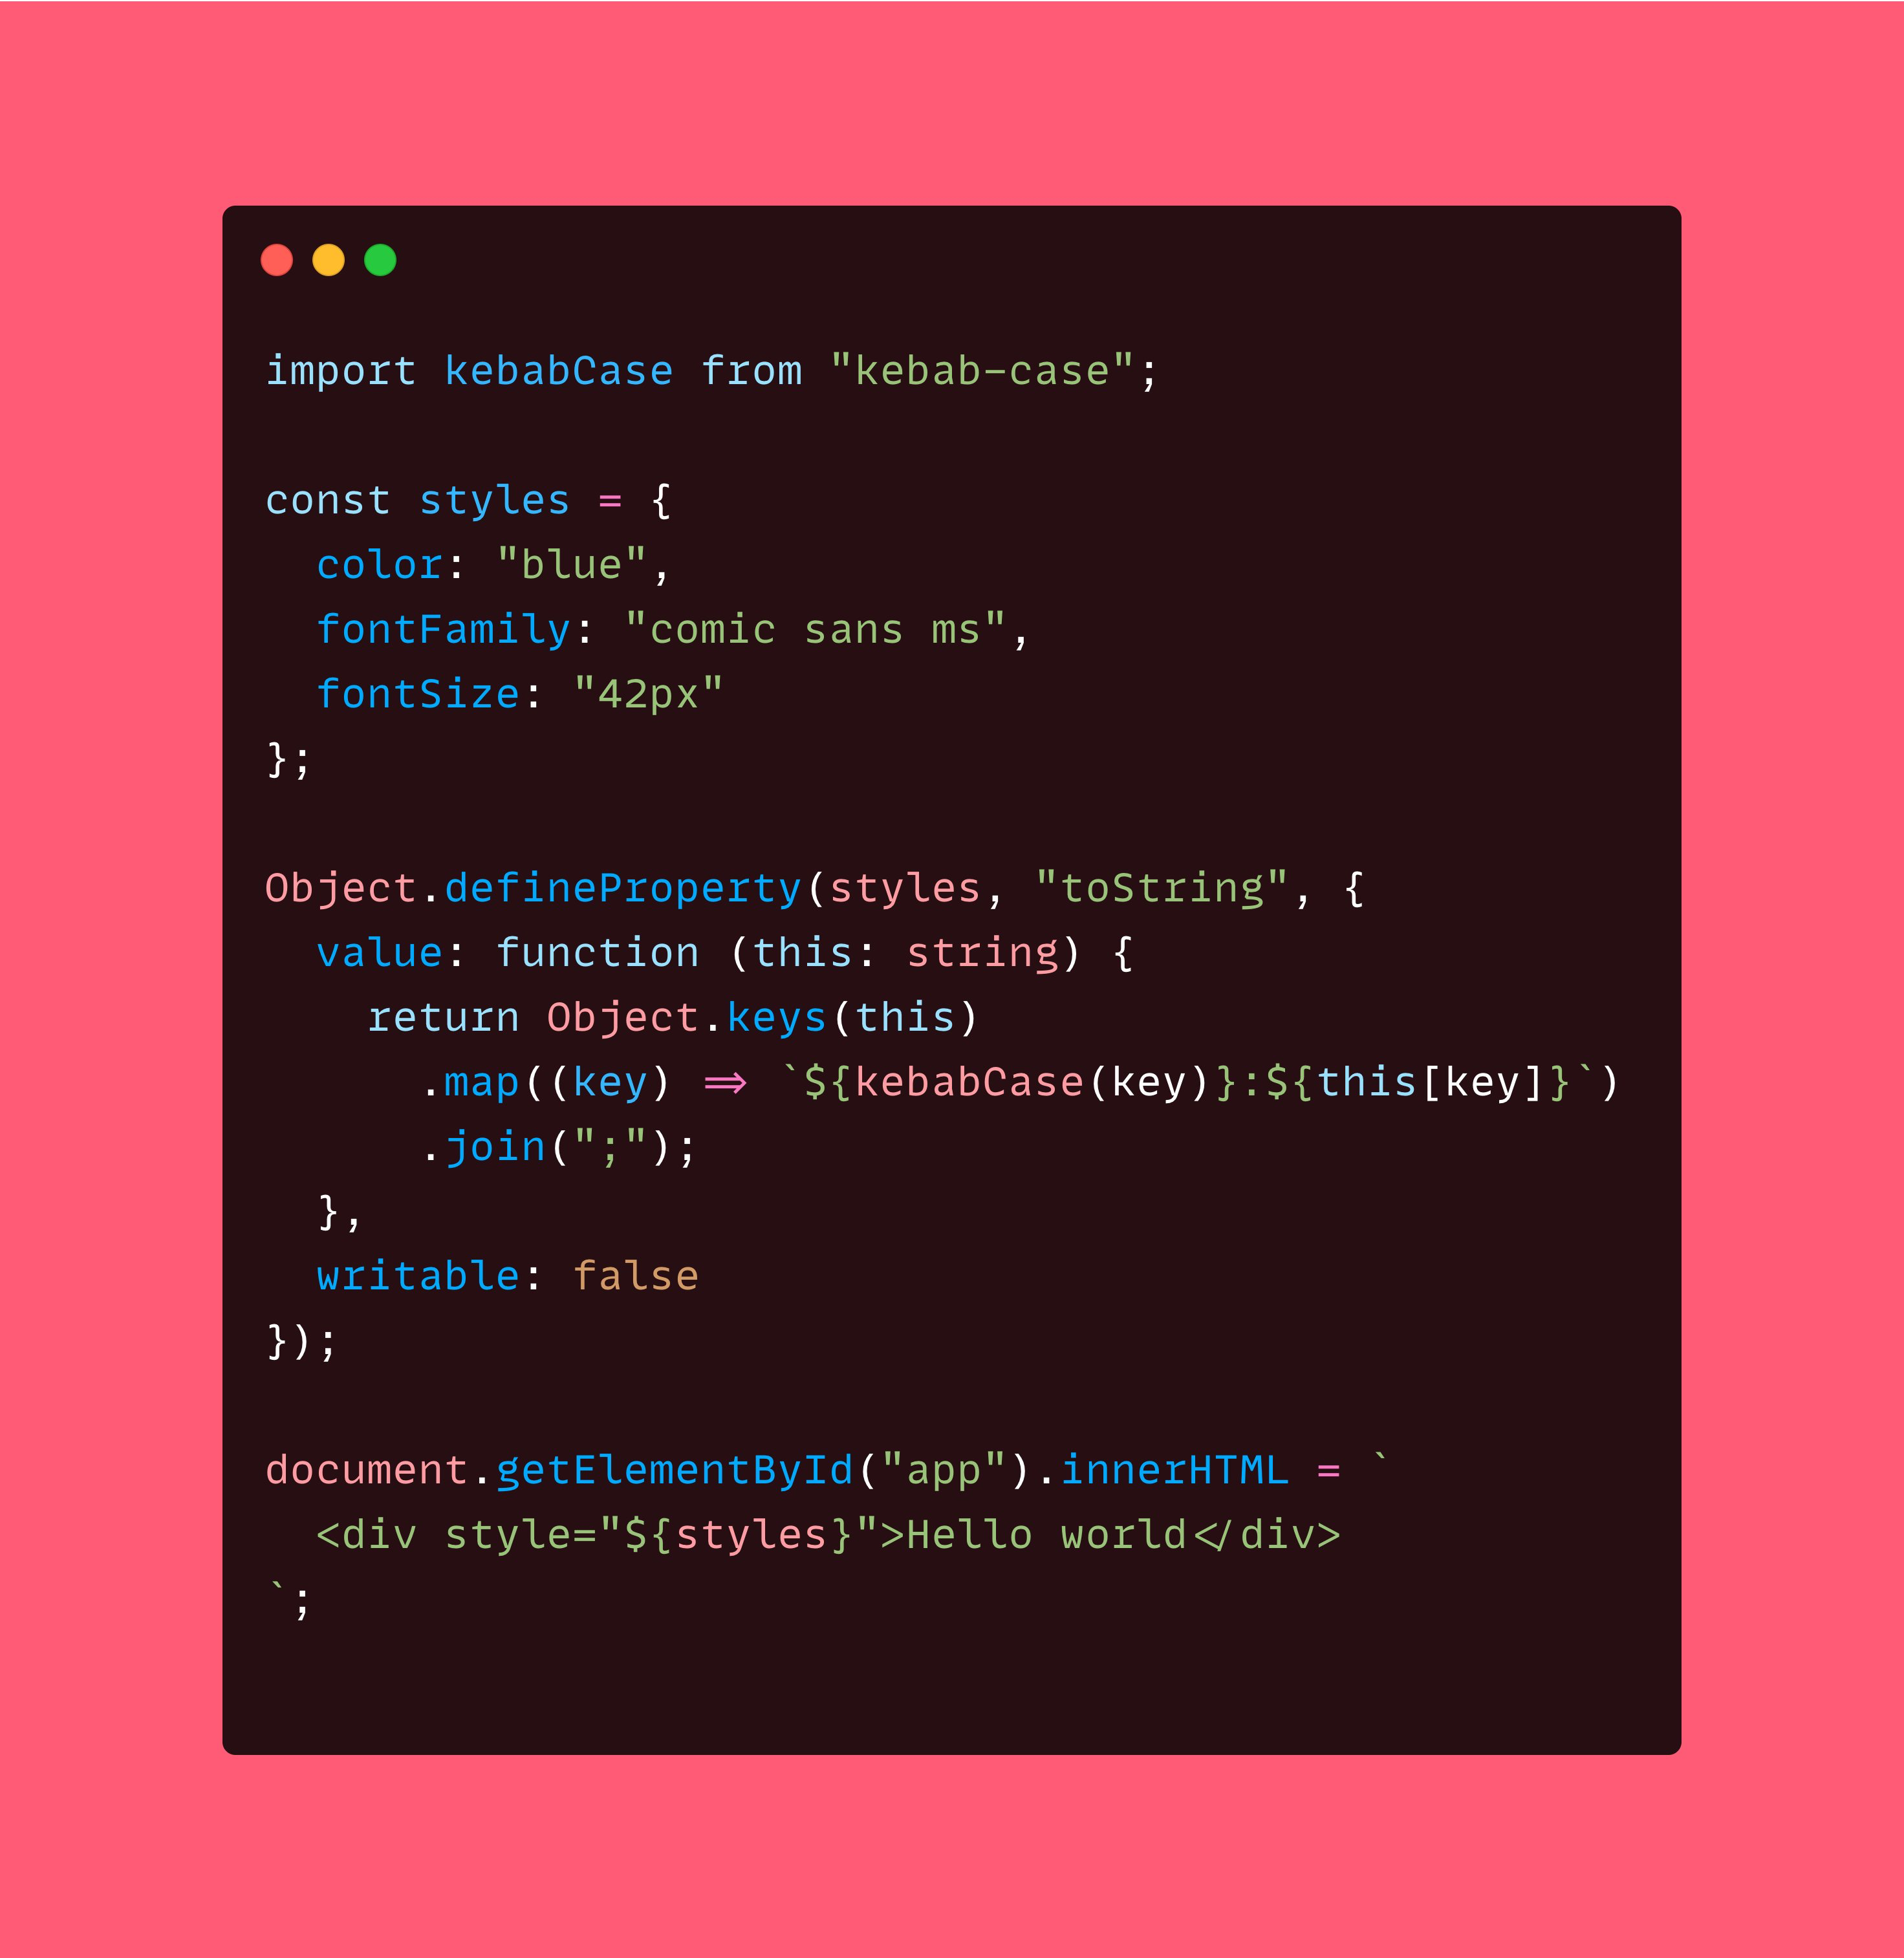 import kebabCase from "kebab-case";
const styles = {
  color: "blue",
  fontFamily: "comic sans ms",
  fontSize: "42px"
};
Object.defineProperty(styles, "toString", {
  value: function (this: string) {
    return Object.keys(this)
      .map((key) => `${kebabCase(key)}:${this[key]}`)
      .join(";");
  },
  writable: false
});
document.getElementById("app").innerHTML = `
  <div style="${styles}">Hello world</div>
`;